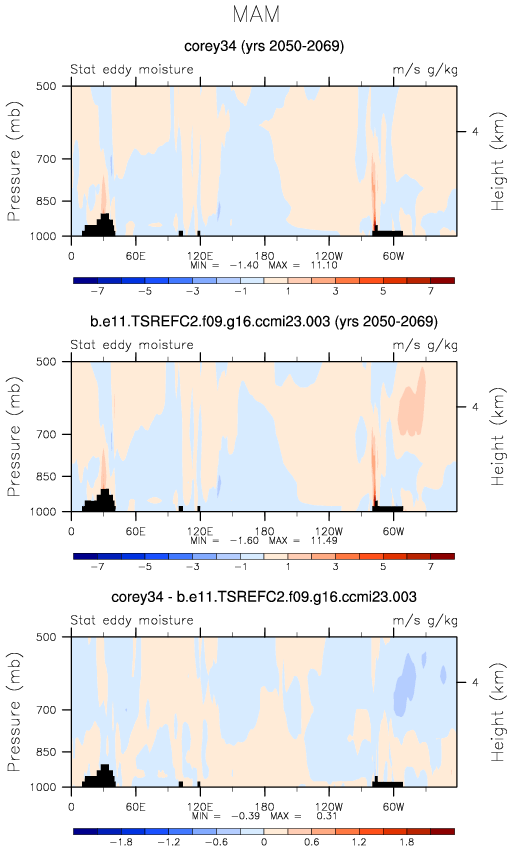 MAM
corey34 (yrs 2050-2069)
Stat eddy moisture m/s g/kg
500
700
850
1000
Pressure (mb)
4
Height (km)
0 60E 120E 180 120W 60W
MIN = -1.40 MAX = 11.10
-7 -5 -3 -1 1 3 5 7
b.e11.TSREFC2.f09.g16.ccmi23.003 (yrs 2050-2069)
Stat eddy moisture m/s g/kg
500
700
850
1000
Pressure (mb)
4
Height (km)
0 60E 120E 180 120W 60W
MIN = -1.60 MAX = 11.49
-7 -5 -3 -1 1 3 5 7
corey34 - b.e11.TSREFC2.f09.g16.ccmi23.003
Stat eddy moisture m/s g/kg
500
700
850
1000
Pressure (mb)
4
Height (km)
0 60E 120E 180 120W 60W
MIN = -0.39 MAX = 0.31
-1.8 -1.2 -0.6 0 0.6 1.2 1.8